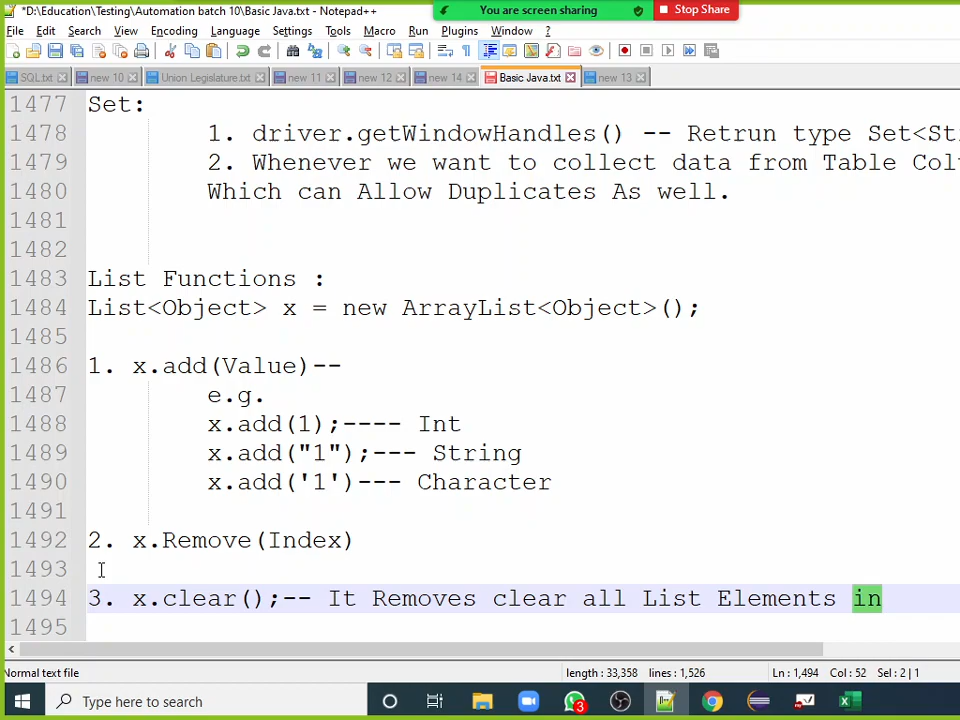 *D:\Education\Testing\Automation batch 10\Basic Java.txt - Notepad++
You are screen sharing
Stop Share
File Edit Search View Encoding Language Settings Tools Macro Run Plugins Window ?
SQL.txt new 10 Union Legislature.txt new 11 new 12 new 14 Basic Java.txt new 13
1477 Set:
1478 1. driver.getWindowHandles() -- Retrun type Set<Sti
1479 2. Whenever we want to collect data from Table Col
1480 Which can Allow Duplicates As well.
1481
1482
1483 List Functions :
1484 List<Object> x = new ArrayList<Object>();
1485
1486 1. x.add(Value)--
1487 e.g.
1488 x.add(1);---- Int
1489 x.add("1");--- String
1490 x.add('1')--- Character
1491
1492 2. x.Remove(Index)
1493
1494 3. x.clear();-- It Removes clear all List Elements in
1495
Normal text file length : 33,358 lines : 1,526 Ln : 1,494 Col : 52 Sel : 2 | 1
Type here to search
3